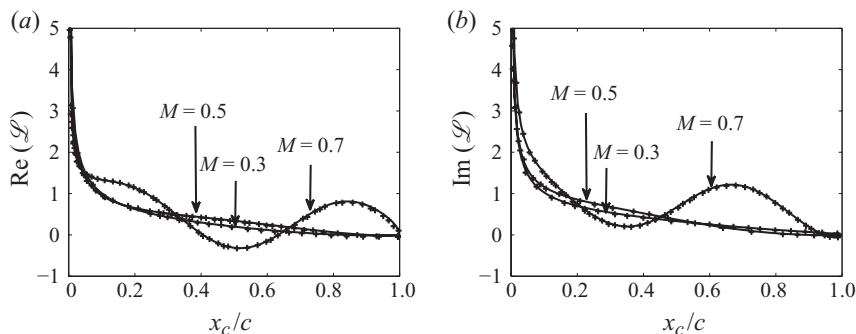 (a)
5
4
3
2
1
0
−1
Re (ℒ)
M = 0.5
M = 0.3
M = 0.7
0
0.2
0.4
0.6
0.8
1.0
x_c/c
(b)
5
4
3
2
1
0
−1
Im (ℒ)
M = 0.5
M = 0.3
M = 0.7
0
0.2
0.4
0.6
0.8
1.0
x_c/c